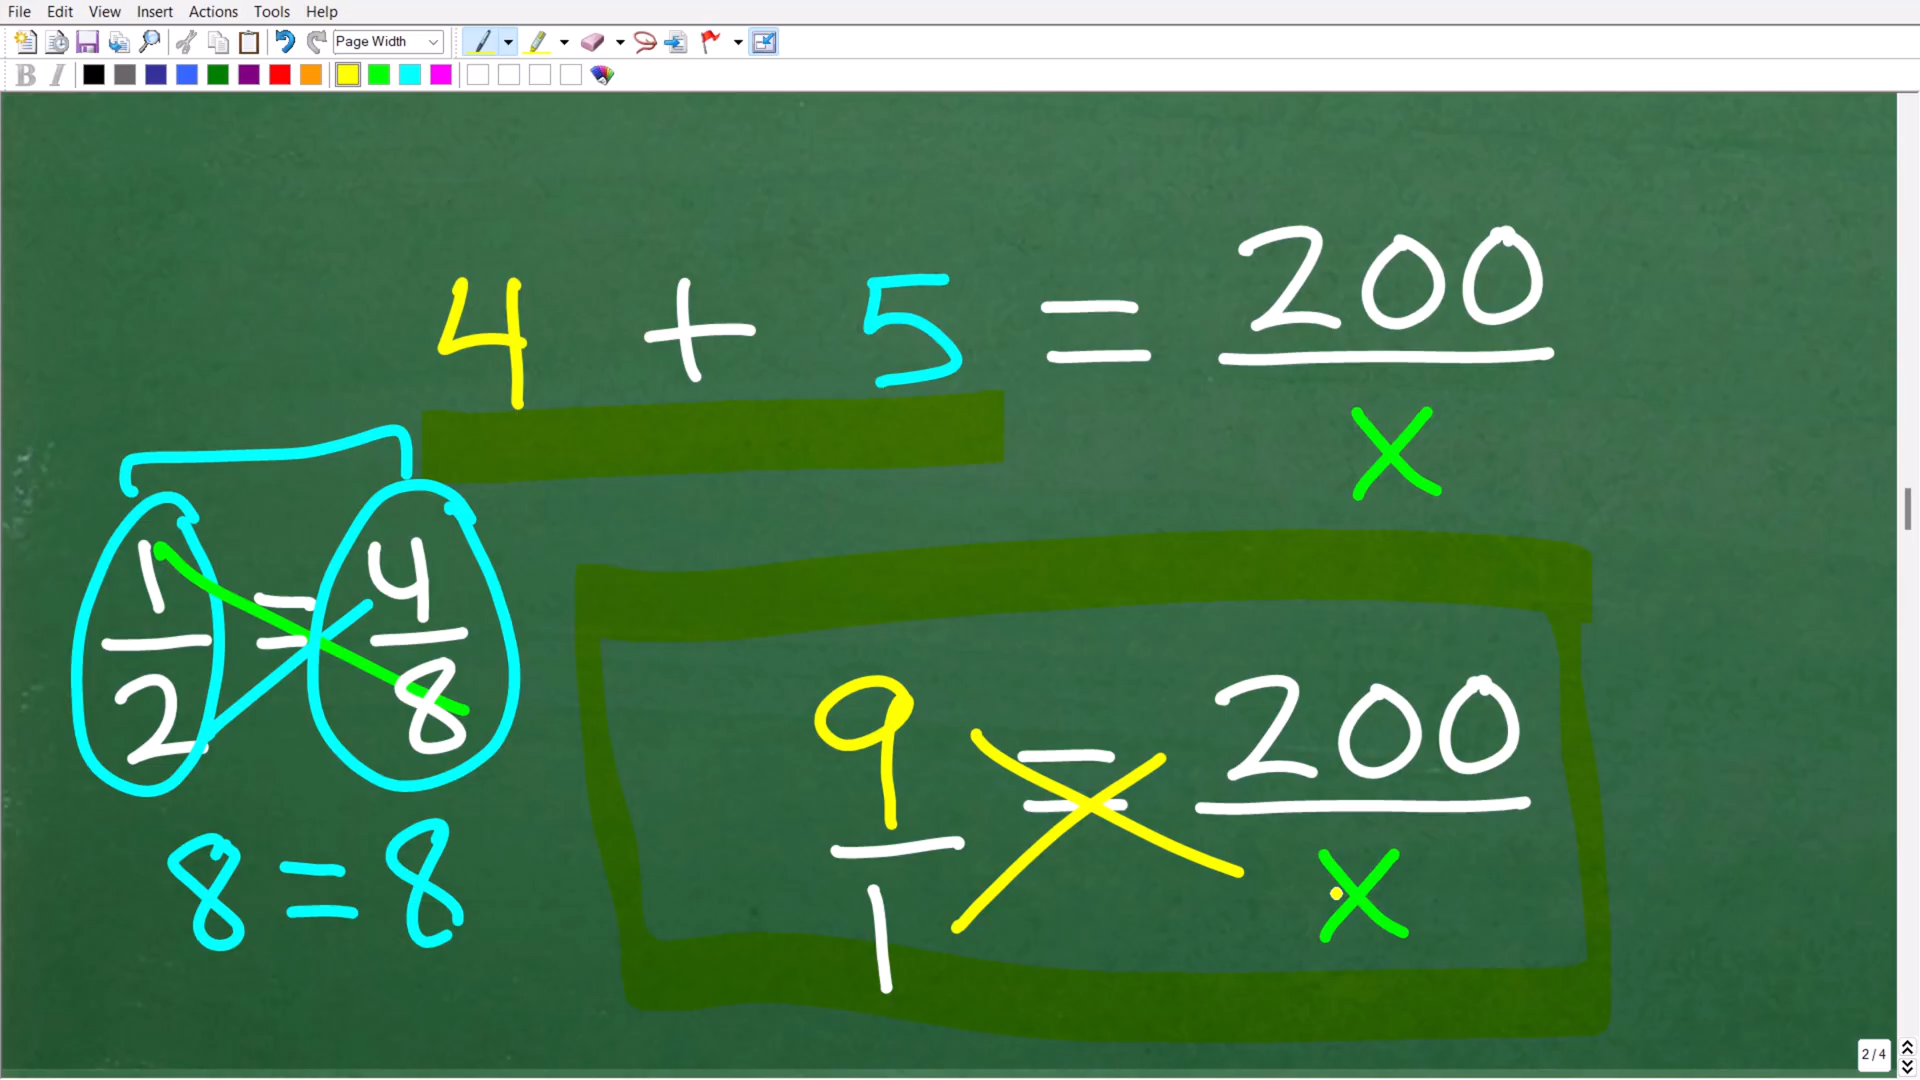 File Edit View Insert Actions Tools Help
Page Width
B I
4 + 5 = 200/x
1/2 = 4/8
8 = 8
9/1 = 200/x
2 / 4